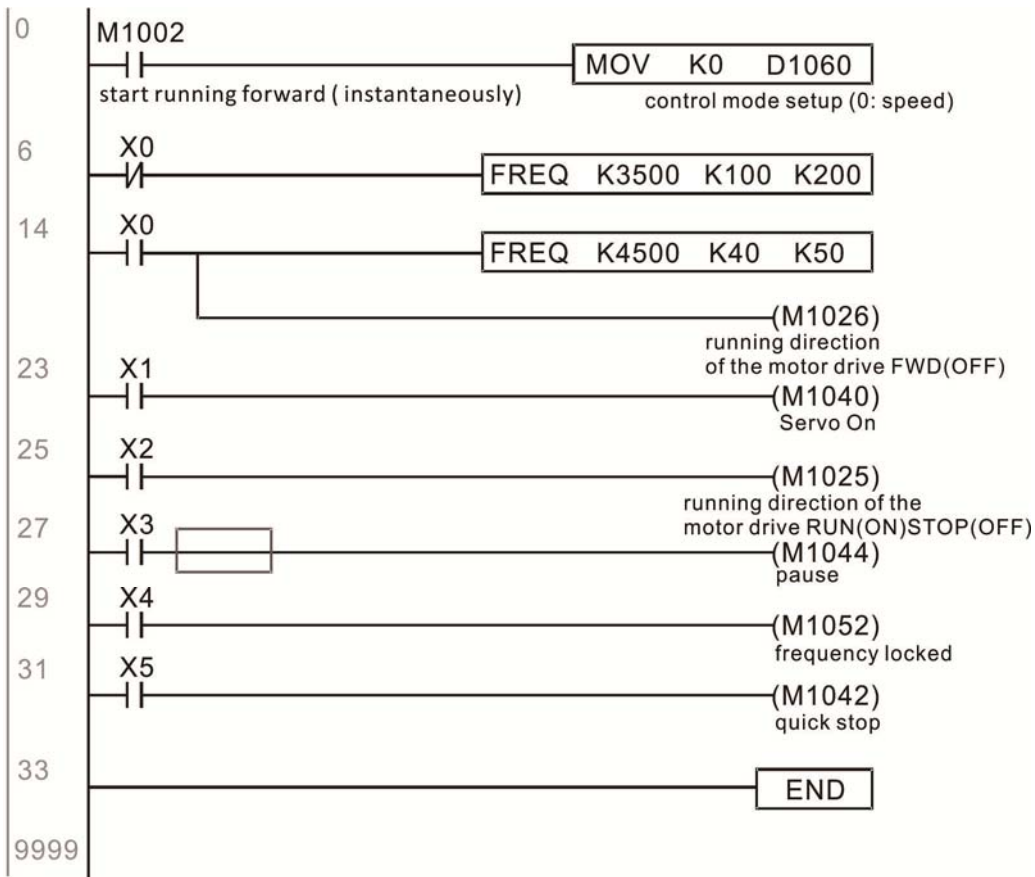 0
M1002
MOV K0 D1060
start running forward ( instantaneously)
control mode setup (0: speed)
6
X0
FREQ K3500 K100 K200
14
X0
FREQ K4500 K40 K50
(M1026)
running direction
of the motor drive FWD(OFF)
23
X1
(M1040)
Servo On
25
X2
(M1025)
running direction of the
motor drive RUN(ON)STOP(OFF)
27
X3
(M1044)
pause
29
X4
(M1052)
frequency locked
31
X5
(M1042)
quick stop
33
END
9999